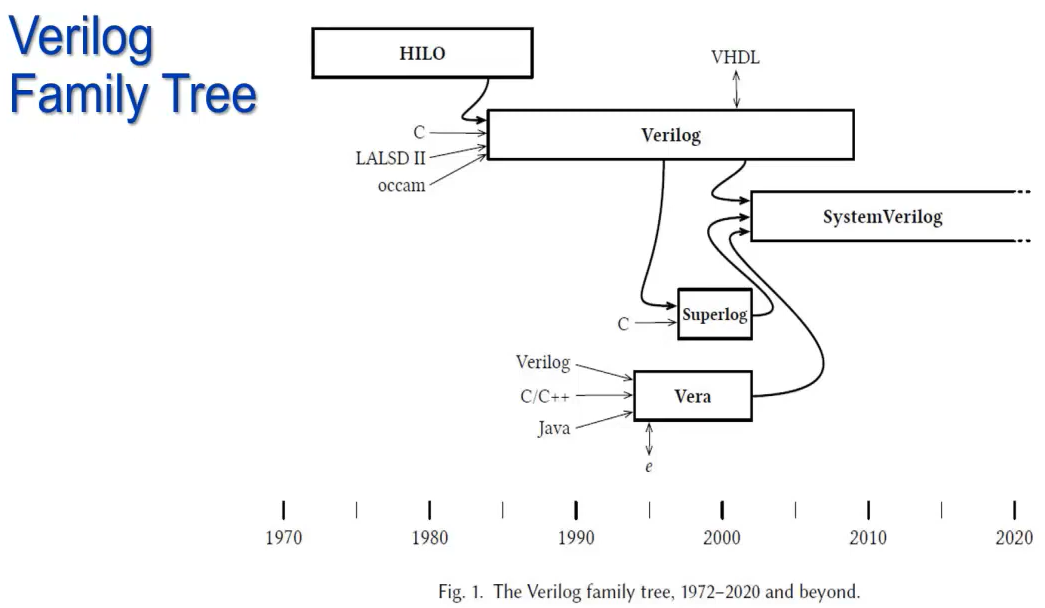 Verilog
Family Tree
HILO
VHDL
Verilog
C
LALSD II
occam
SystemVerilog
Superlog
C
Verilog
C/C++
Java
Vera
e
1970 1980 1990 2000 2010 2020
Fig. 1. The Verilog family tree, 1972–2020 and beyond.